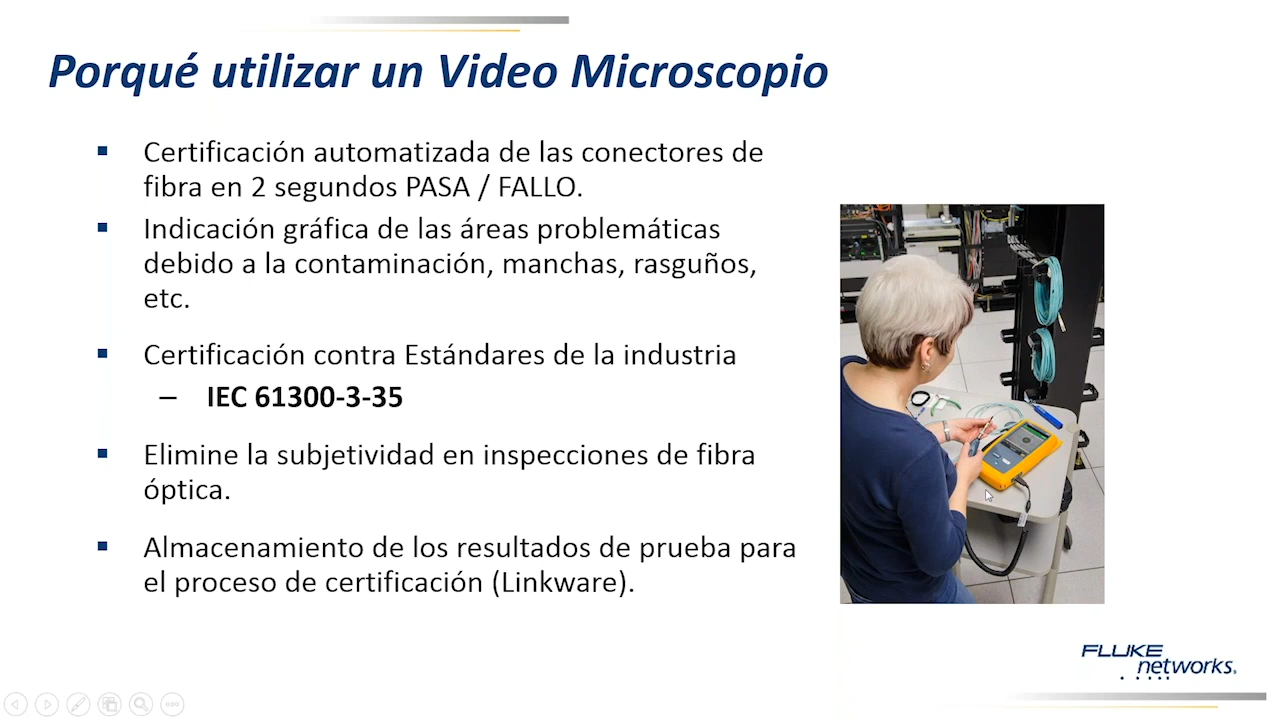 Porqué utilizar un Video Microscopio
Certificación automatizada de las conectores de
fibra en 2 segundos PASA / FALLO.
Indicación gráfica de las áreas problemáticas
debido a la contaminación, manchas, rasguños,
etc.
Certificación contra Estándares de la industria
– IEC 61300-3-35
Elimine la subjetividad en inspecciones de fibra
óptica.
Almacenamiento de los resultados de prueba para
el proceso de certificación (Linkware).
FLUKE
networks.